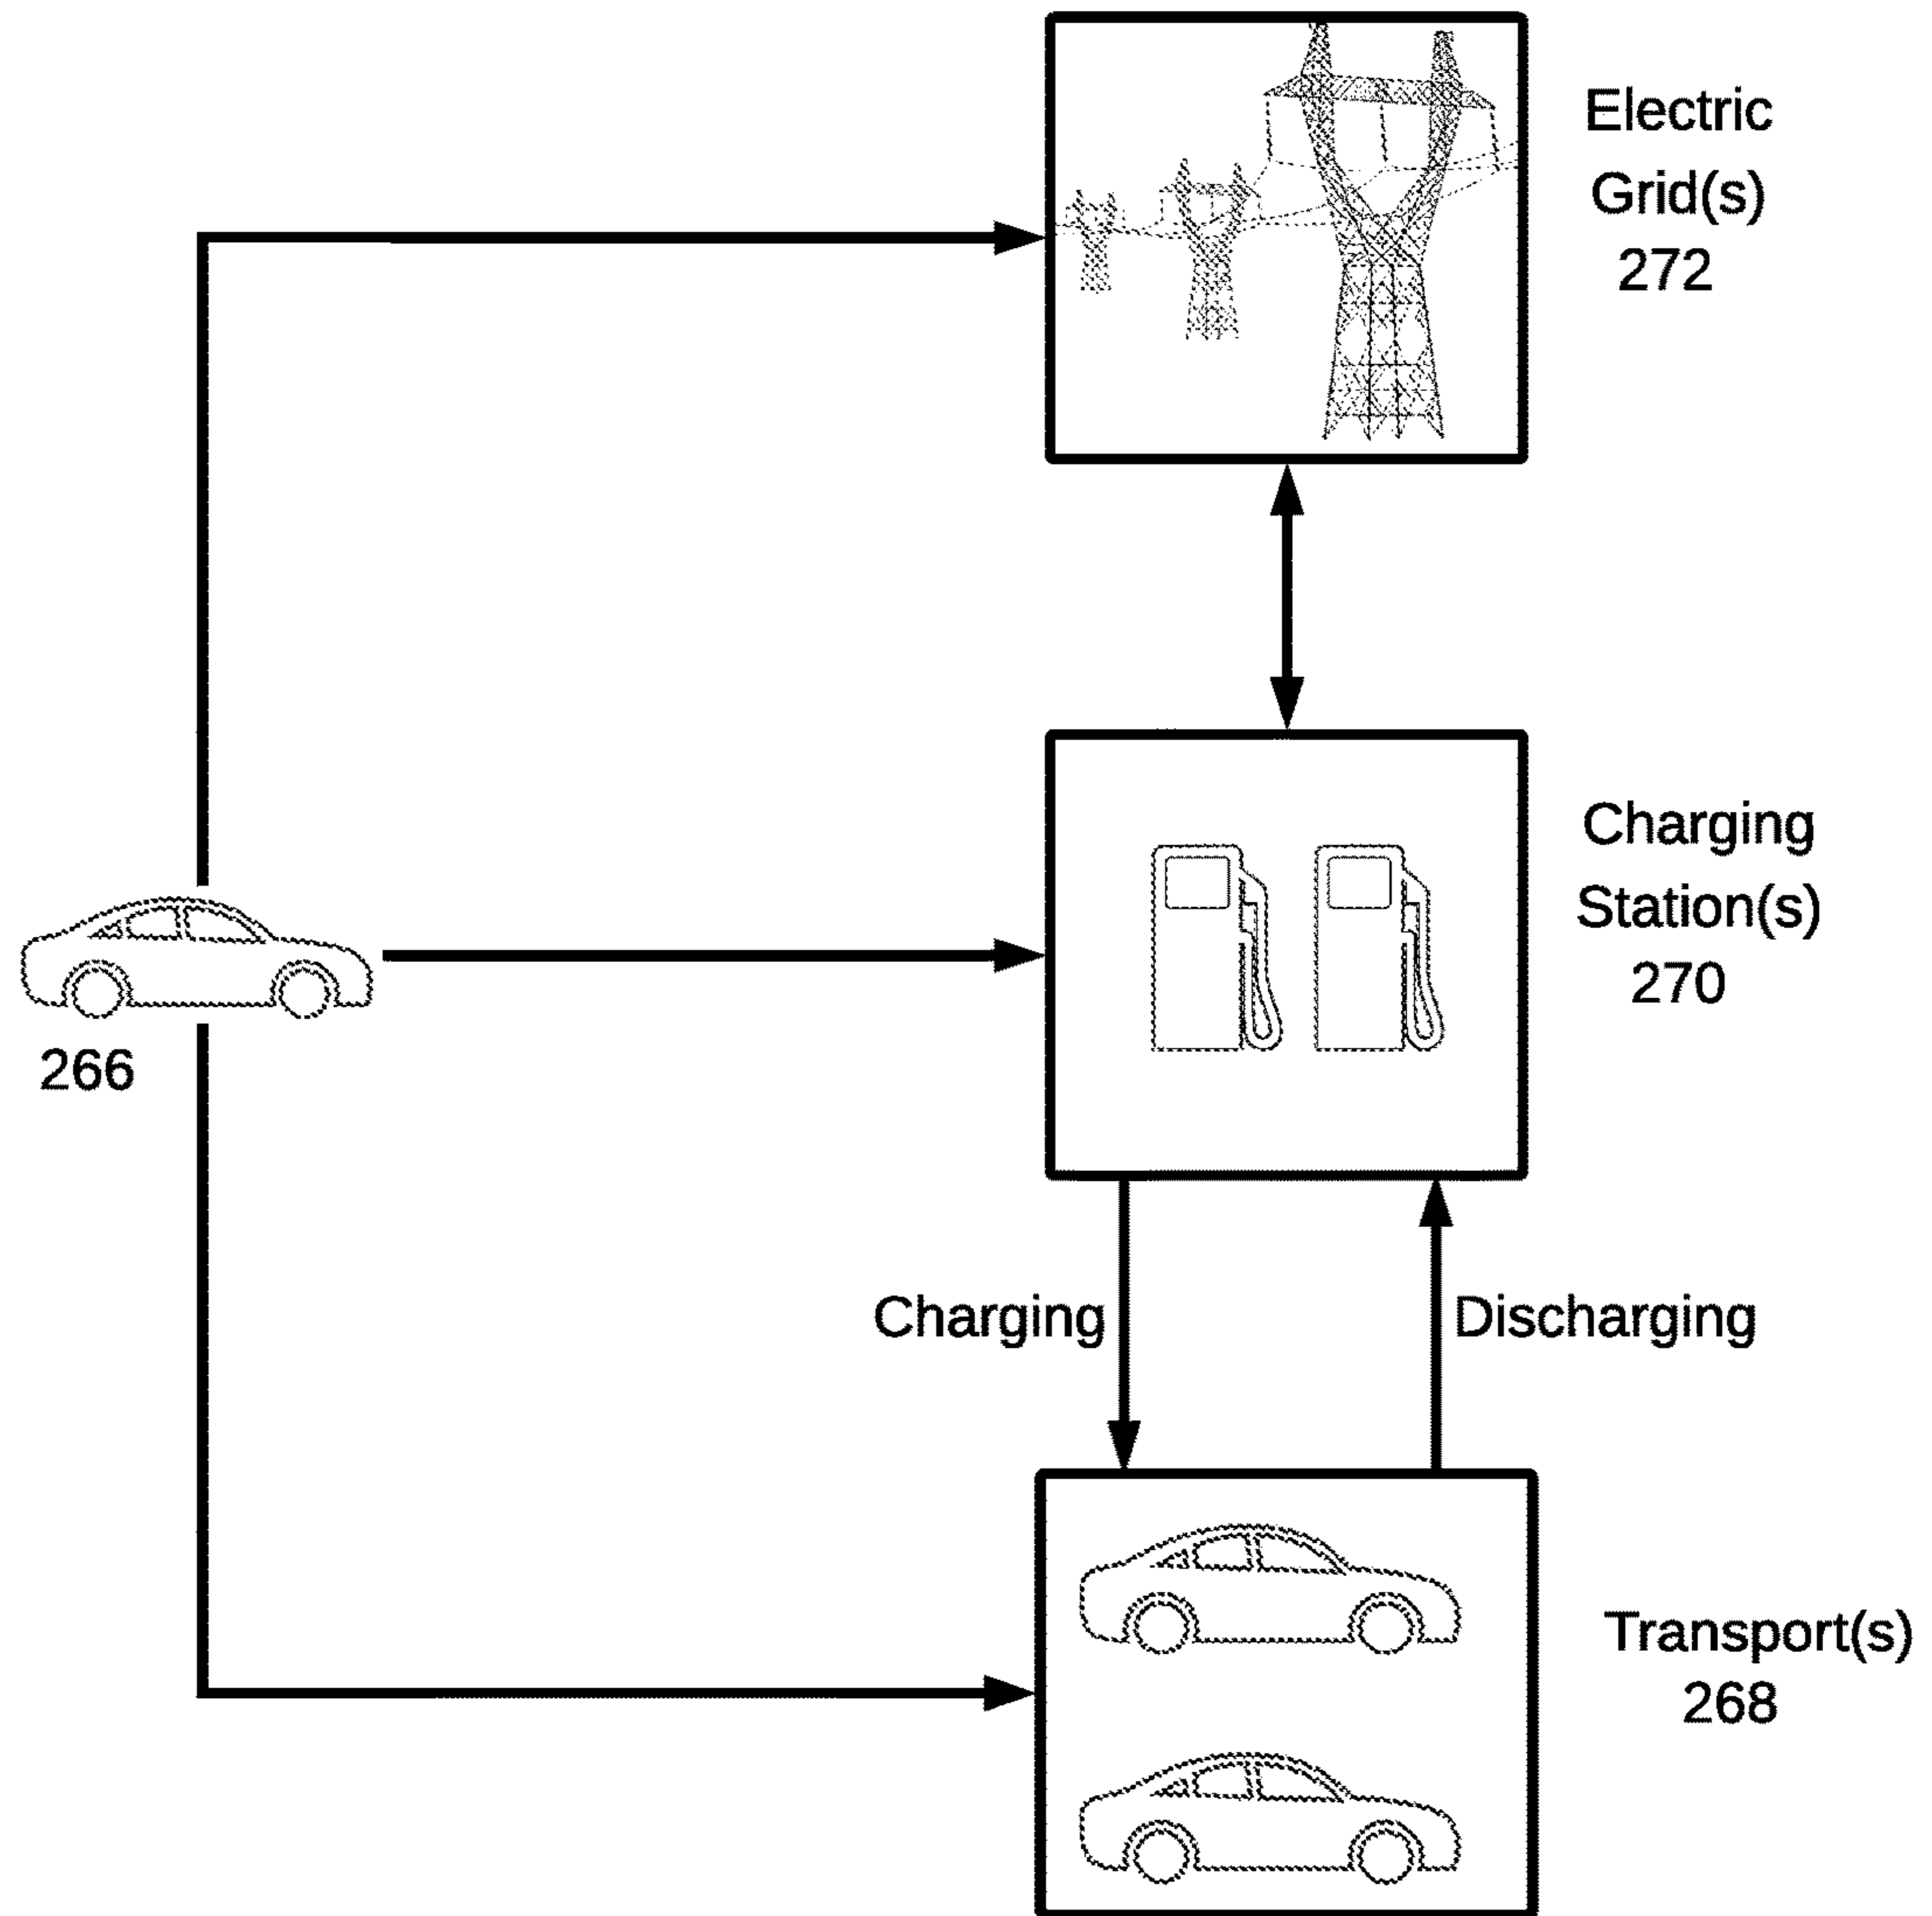 Electric
Grid(s)
272
Charging
Station(s)
270
266
Charging
Discharging
Transport(s)
268